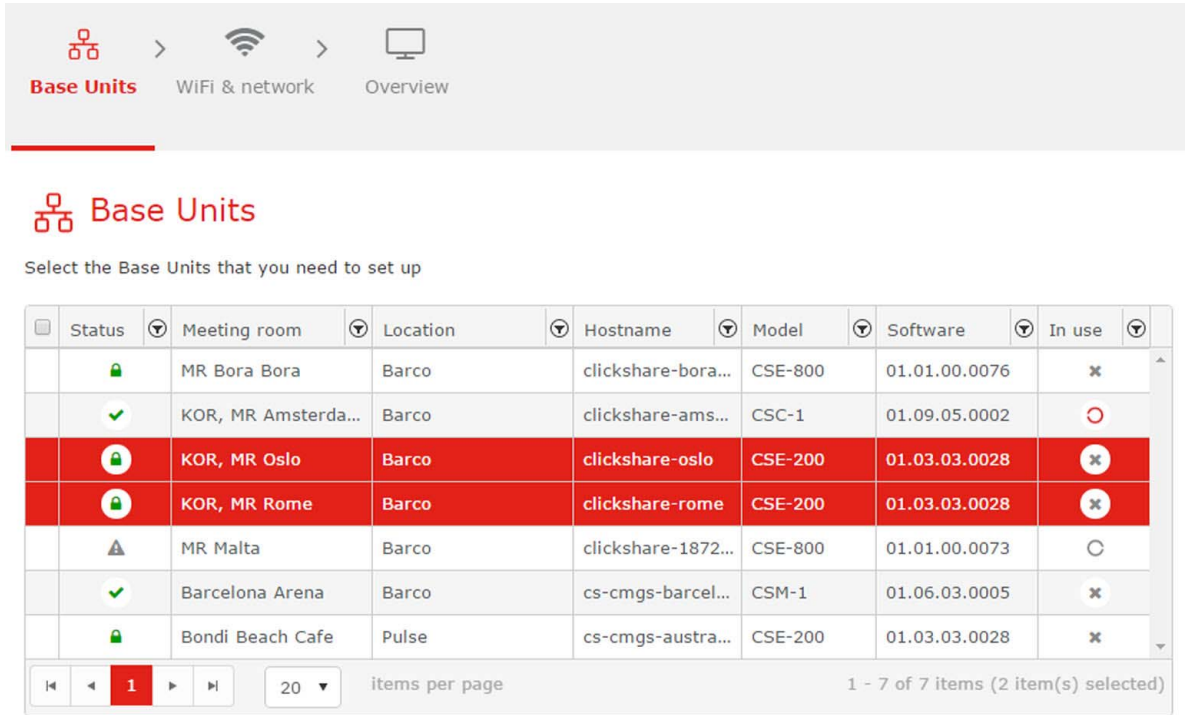 Base Units
WiFi & network
Overview
Base Units
Select the Base Units that you need to set up
Status Meeting room Location Hostname Model Software In use
MR Bora Bora Barco clickshare-bora... CSE-800 01.01.00.0076
KOR, MR Amsterda... Barco clickshare-ams... CSC-1 01.09.05.0002
KOR, MR Oslo Barco clickshare-oslo CSE-200 01.03.03.0028
KOR, MR Rome Barco clickshare-rome CSE-200 01.03.03.0028
MR Malta Barco clickshare-1872... CSE-800 01.01.00.0073
Barcelona Arena Barco cs-cmgs-barcel... CSM-1 01.06.03.0005
Bondi Beach Cafe Pulse cs-cmgs-austra... CSE-200 01.03.03.0028
1 20 items per page 1 - 7 of 7 items (2 item(s) selected)